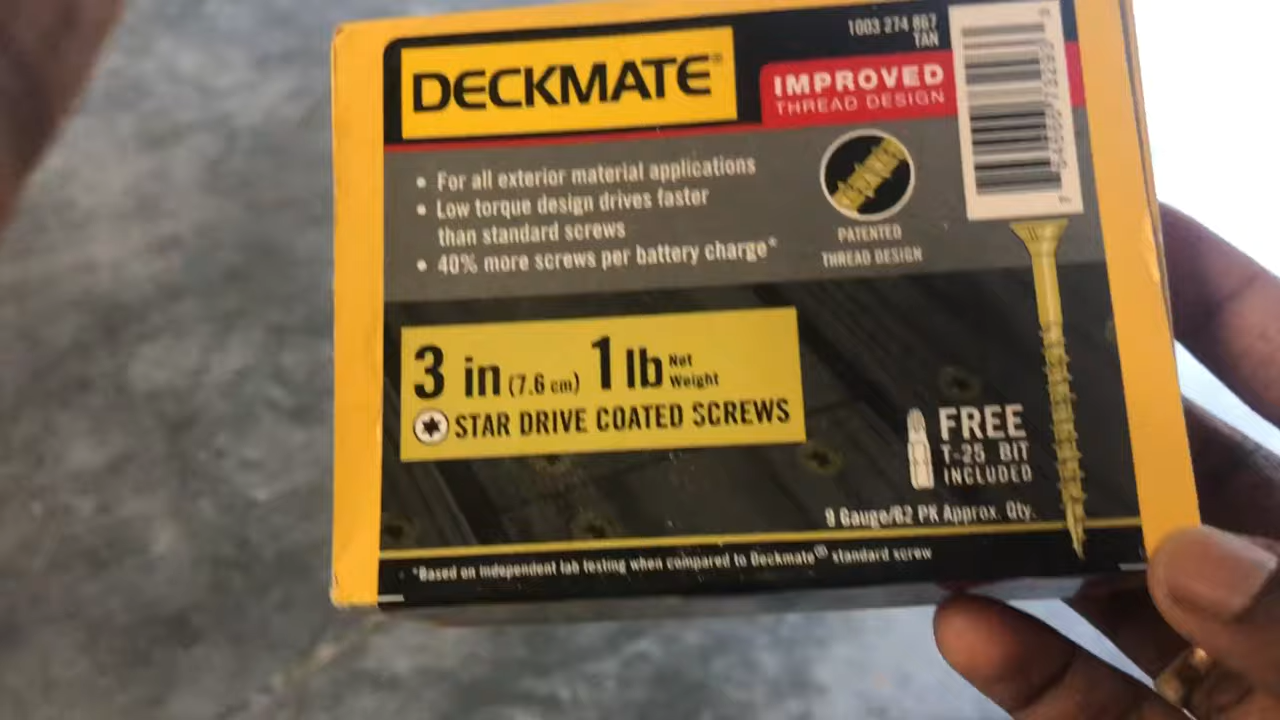 DECKMATE®
1003 274 867
TAN
IMPROVED
THREAD DESIGN
• For all exterior material applications
• Low torque design drives faster
than standard screws
• 40% more screws per battery charge*
PATENTED
THREAD DESIGN
3 in (7.6 cm) 1 lb Net Weight
STAR DRIVE COATED SCREWS
FREE
T-25 BIT
INCLUDED
9 Gauge/82 PK Approx. Qty.
*Based on independent lab testing when compared to Deckmate® standard screw